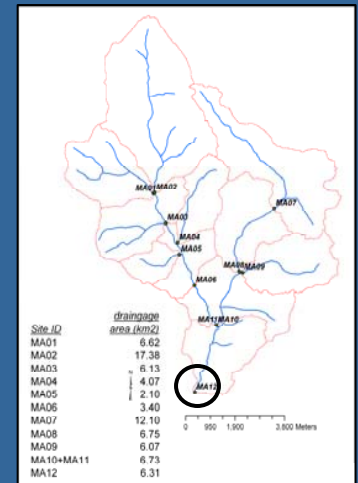 MA01 MA02
MA03
MA04
MA05
MA07
MA08 MA09
MA06
MA11 MA10
MA12
draingage
Site ID area (km2)
MA01 6.62
MA02 17.38
MA03 6.13
MA04 4.07
MA05 2.10
MA06 3.40
MA07 12.10
MA08 6.75
MA09 6.07
MA10+MA11 6.73
MA12 6.31
0 950 1,900 3,800 Meters